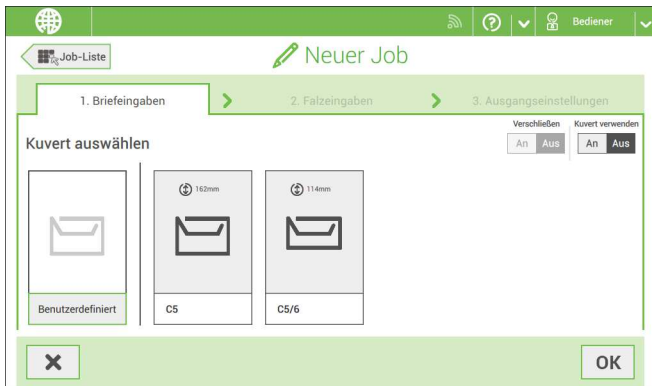 Bediener
Job-Liste
Neuer Job
1. Briefeingaben
2. Falzeingaben
3. Ausgangseinstellungen
Kuvert auswählen
Verschließen
An Aus
Kuvert verwenden
An Aus
Benutzerdefiniert
162mm
C5
114mm
C5/6
OK